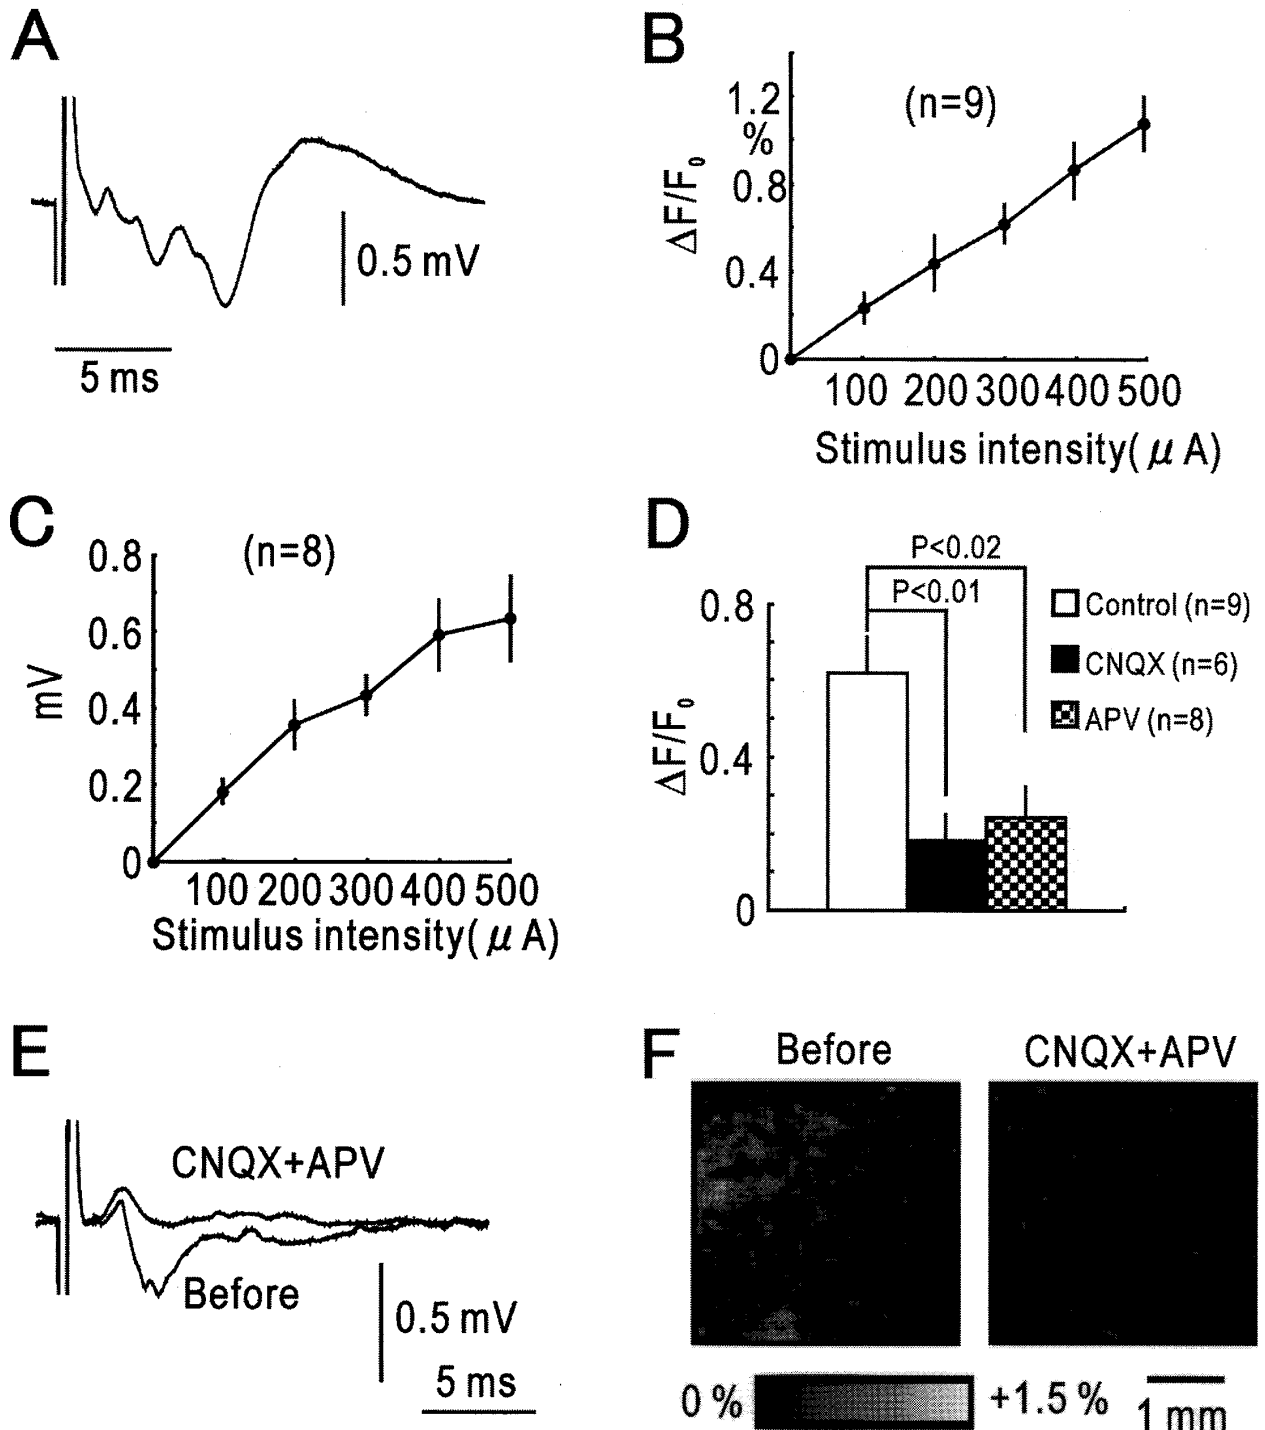 A
0.5 mV
5 ms
B
(n=9)
1.2
%
0.8
0.4
0
ΔF/F₀
100 200 300 400 500
Stimulus intensity( μ A)
C
(n=8)
0.8
0.6
0.4
0.2
0
mV
100 200 300 400 500
Stimulus intensity( μ A)
D
P<0.02
P<0.01
0.8
0.4
0
ΔF/F₀
Control (n=9)
CNQX (n=6)
APV (n=8)
E
CNQX+APV
Before
0.5 mV
5 ms
F
Before
CNQX+APV
0 %
+1.5 %
1 mm